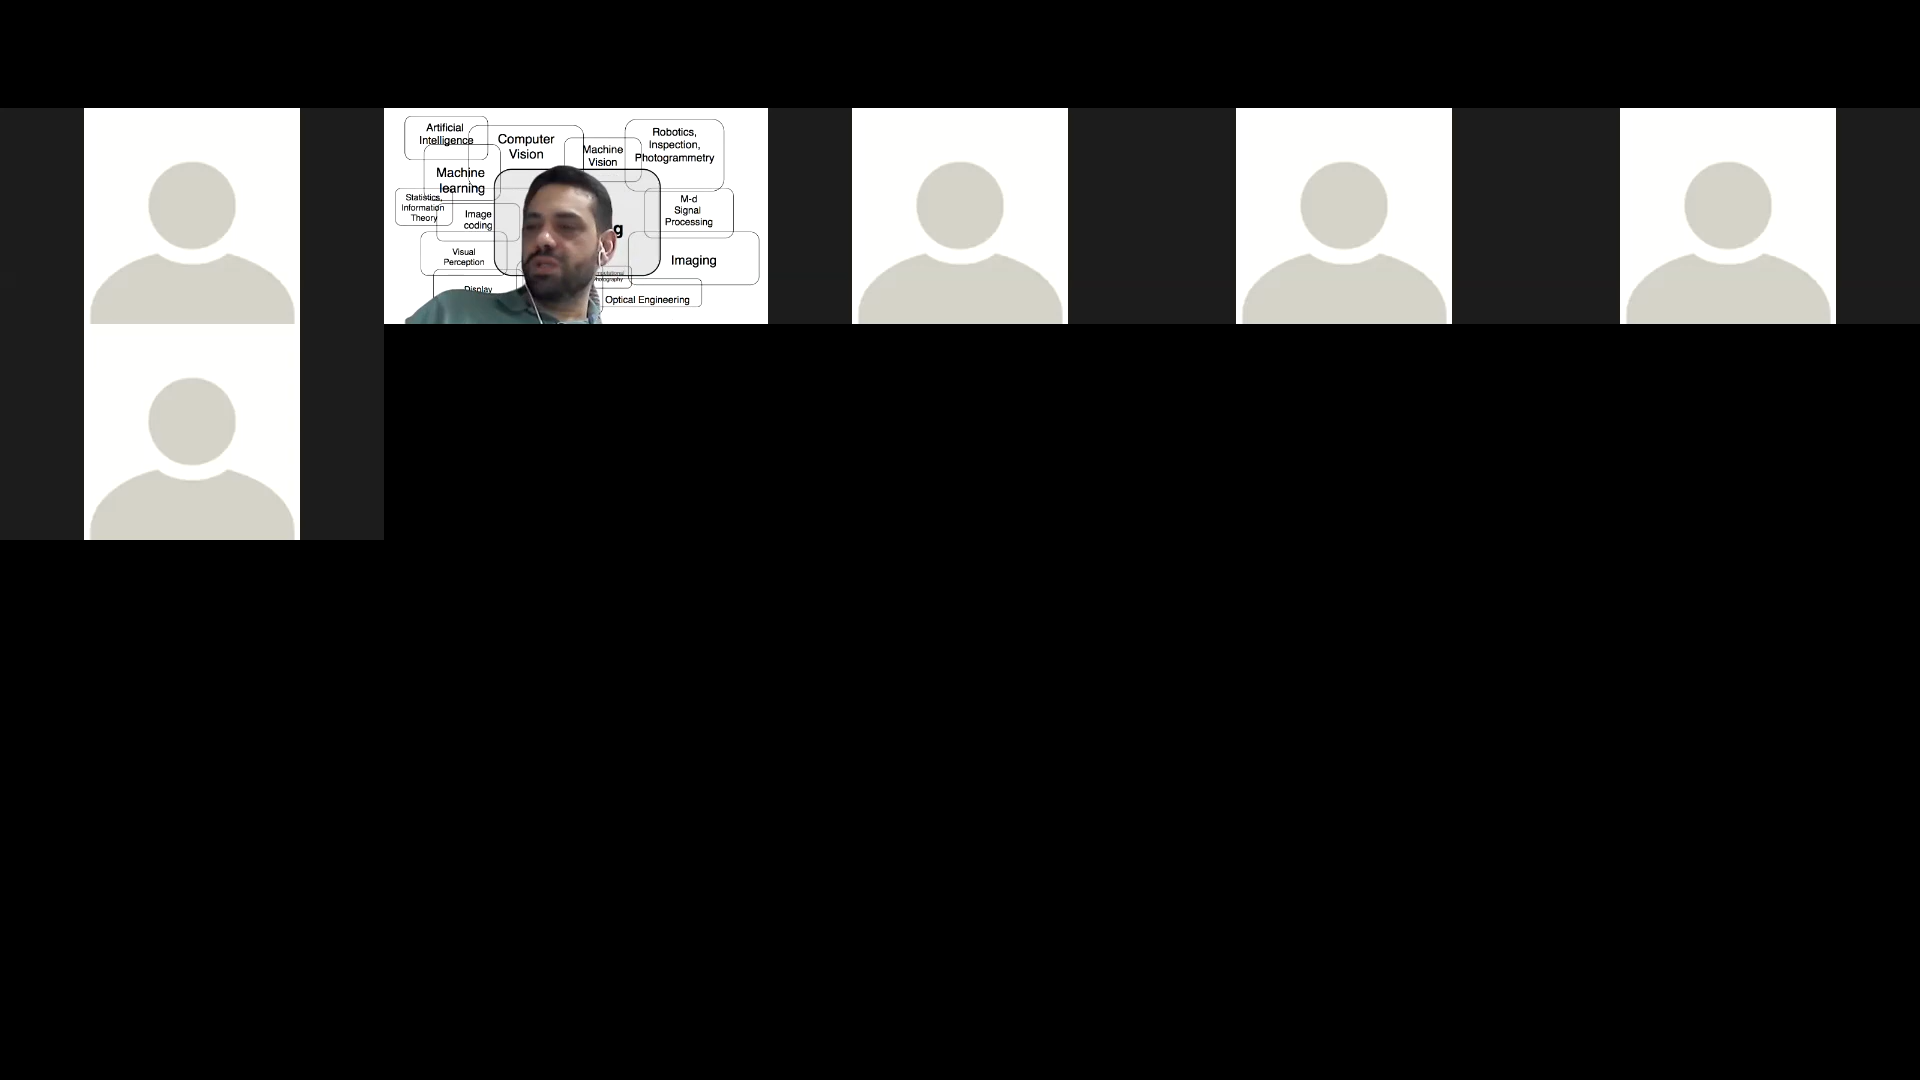 Artificial
Intelligence
Computer
Vision
Machine
Vision
Robotics,
Inspection,
Photogrammetry
Machine
learning
Statistics,
Information
Theory
Image
coding
M-d
Signal
Processing
Visual
Perception
Imaging
Display
Optical Engineering